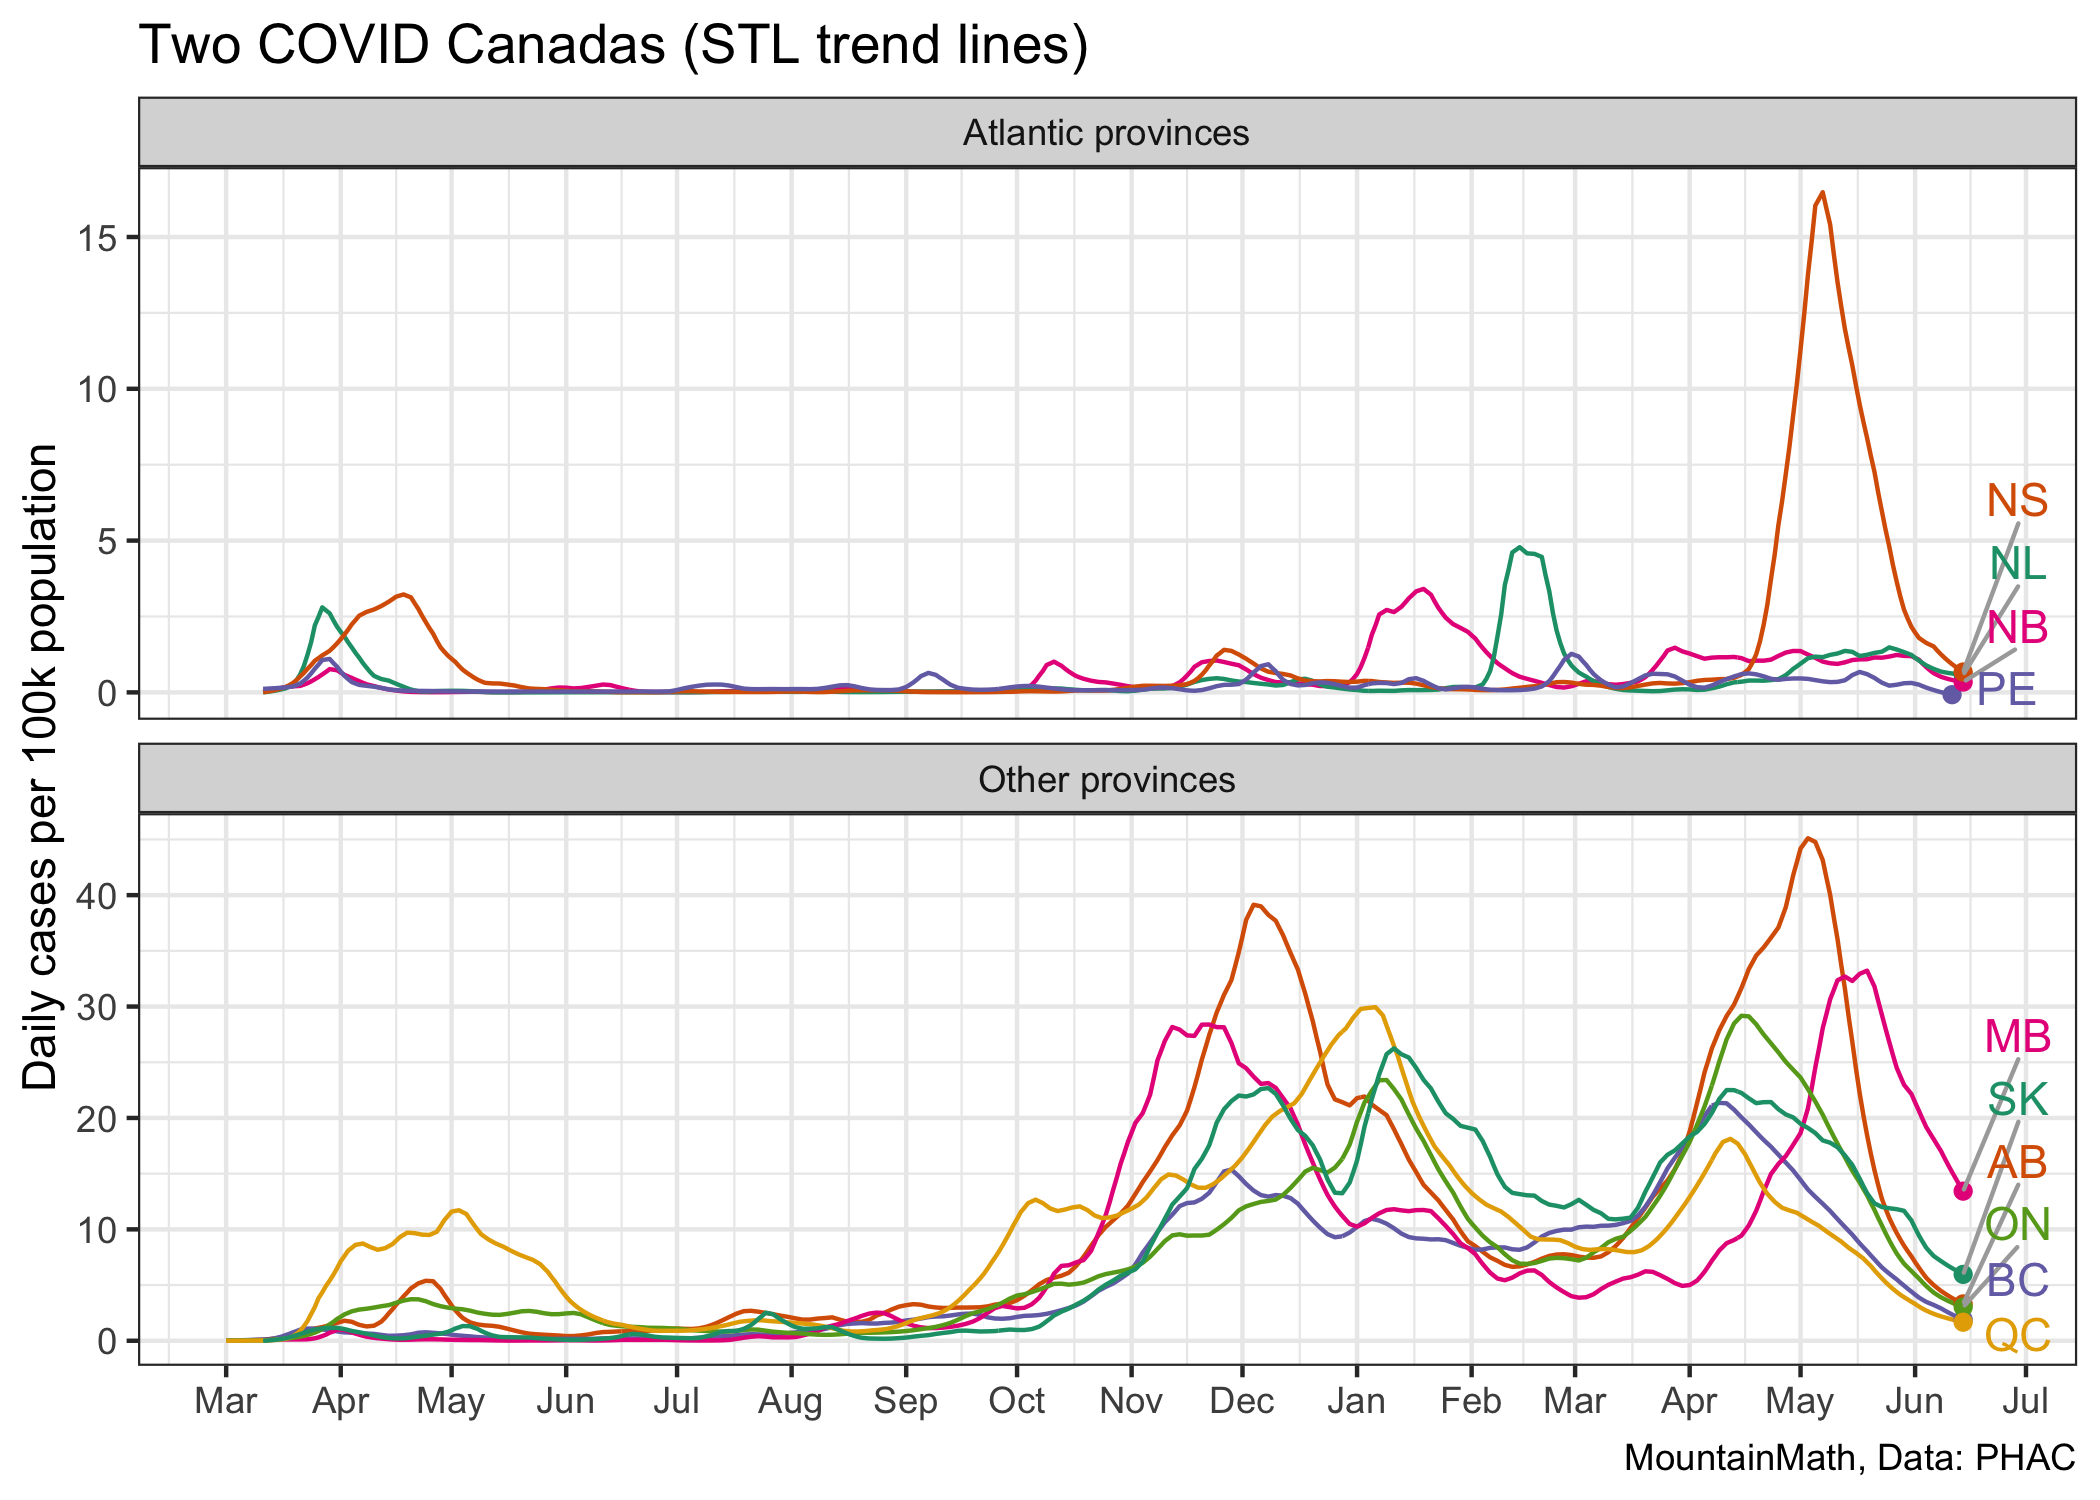 Two COVID Canadas (STL trend lines)
Atlantic provinces
15
10
5
0
NS
NL
NB
PE
Daily cases per 100k population
Other provinces
40
30
20
10
0
MB
SK
AB
ON
BC
QC
Mar Apr May Jun Jul Aug Sep Oct Nov Dec Jan Feb Mar Apr May Jun Jul
MountainMath, Data: PHAC